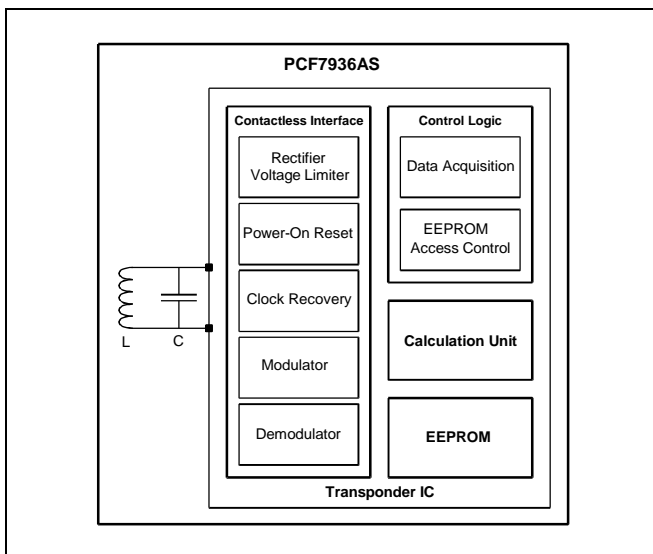 PCF7936AS
Contactless Interface
Rectifier
Voltage Limiter
Power-On Reset
Clock Recovery
Modulator
Demodulator
Control Logic
Data Acquisition
EEPROM
Access Control
Calculation Unit
EEPROM
L
C
Transponder IC